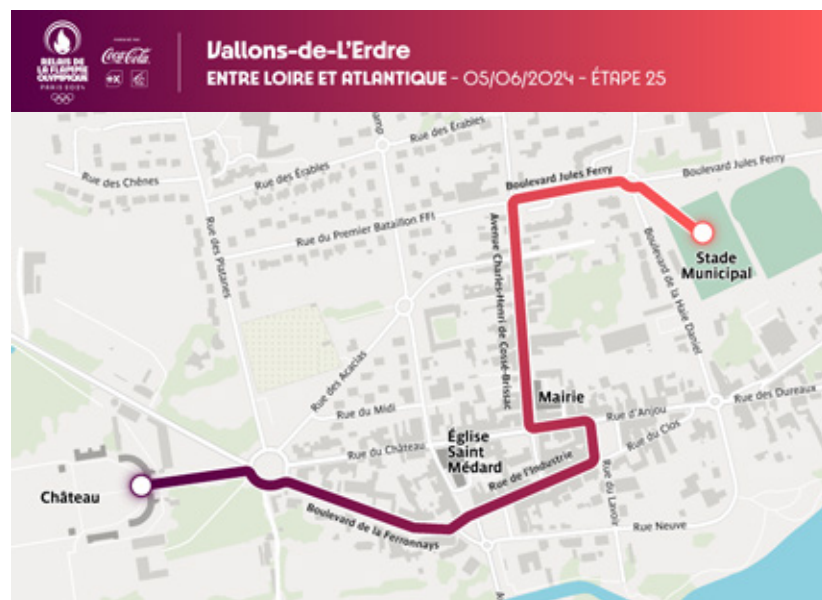 RELAIS DE
LA FLAMME
OLYMPIQUE
PARIS 2024
Coca-Cola
Vallons-de-L'Erdre
ENTRE LOIRE ET ATLANTIQUE - 05/06/2024 - ÉTAPE 25
Rue des Érables
Boulevard Jules Ferry
Boulevard Jules Ferry
Rue des Chênes
Rue des Érables
Rue du Premier Bataillon FFI
Rue des Platanes
Avenue Charles-Henri de Cossé-Brissac
Boulevard de la Haie Daniel
Stade
Municipal
Rue des Acacias
Rue du Midi
Mairie
Rue d'Anjou
Rue des Dureaux
Rue du Clos
Rue du Château
Église
Saint
Médard
Rue de l'Industrie
Rue du Lavoir
Château
Boulevard de la Ferronnays
Rue Neuve